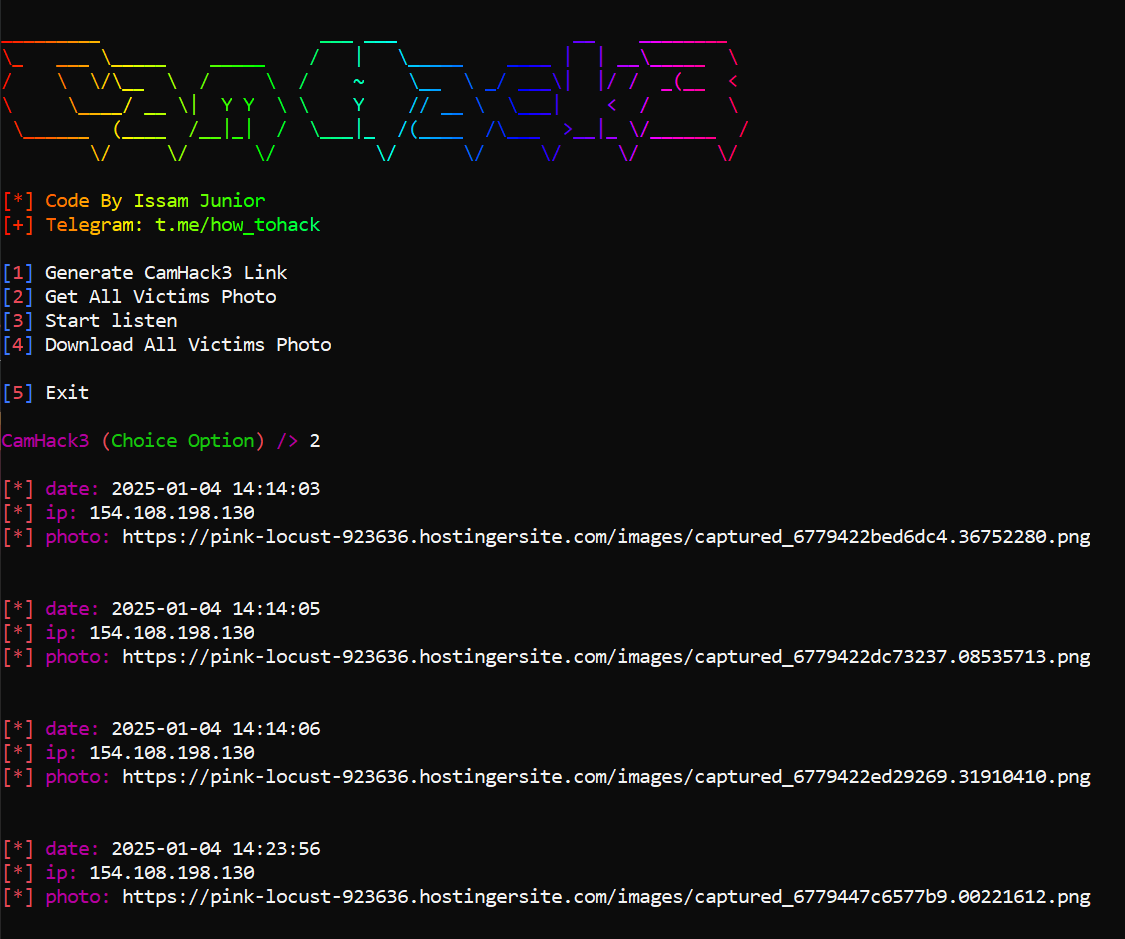 CamHack3
[*] Code By Issam Junior
[+] Telegram: t.me/how_tohack
[1] Generate CamHack3 Link
[2] Get All Victims Photo
[3] Start listen
[4] Download All Victims Photo
[5] Exit
CamHack3 (Choice Option) /> 2
[*] date: 2025-01-04 14:14:03
[*] ip: 154.108.198.130
[*] photo: https://pink-locust-923636.hostingersite.com/images/captured_6779422bed6dc4.36752280.png
[*] date: 2025-01-04 14:14:05
[*] ip: 154.108.198.130
[*] photo: https://pink-locust-923636.hostingersite.com/images/captured_6779422dc73237.08535713.png
[*] date: 2025-01-04 14:14:06
[*] ip: 154.108.198.130
[*] photo: https://pink-locust-923636.hostingersite.com/images/captured_6779422ed29269.31910410.png
[*] date: 2025-01-04 14:23:56
[*] ip: 154.108.198.130
[*] photo: https://pink-locust-923636.hostingersite.com/images/captured_6779447c6577b9.00221612.png